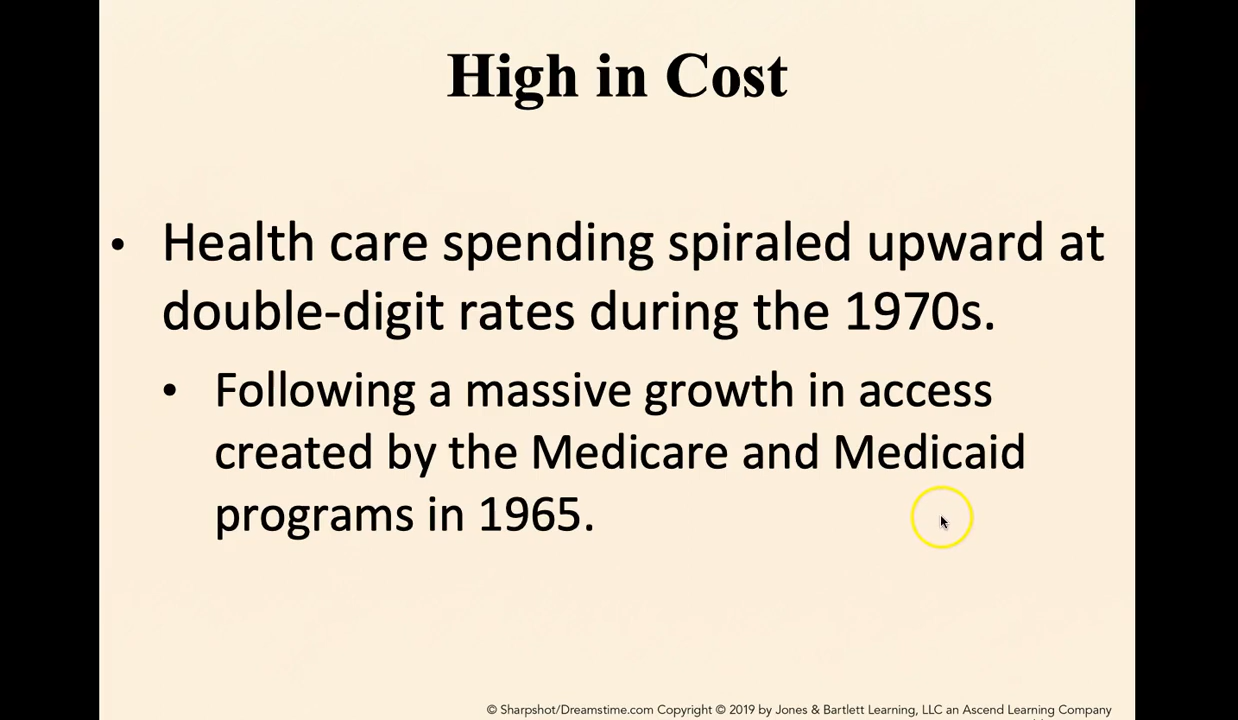 High in Cost
• Health care spending spiraled upward at
double-digit rates during the 1970s.
• Following a massive growth in access
created by the Medicare and Medicaid
programs in 1965.
© Sharpshot/Dreamstime.com Copyright © 2019 by Jones & Bartlett Learning, LLC an Ascend Learning Company